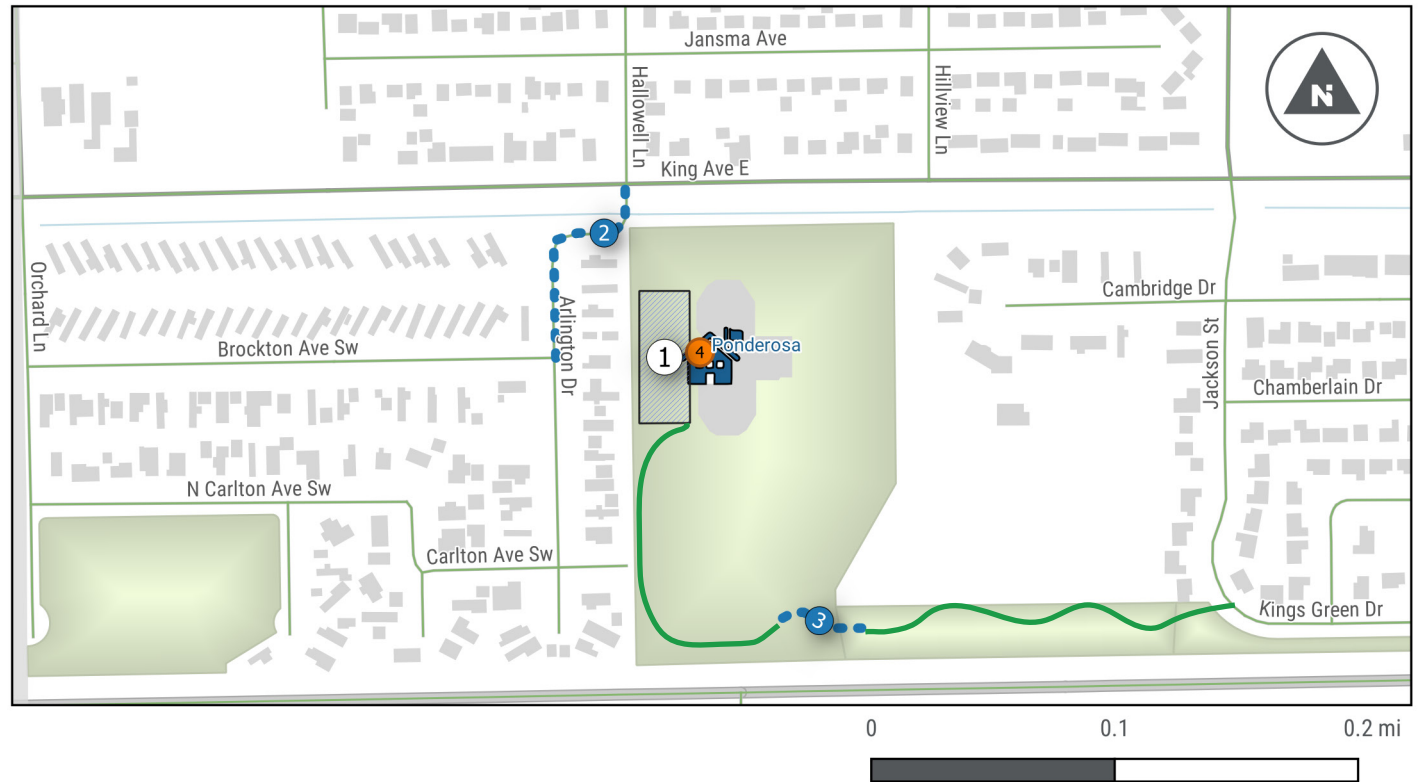 Jansma Ave
Hallowell Ln
Hillview Ln
N
King Ave E
2
Orchard Ln
Arlington Dr
Cambridge Dr
Jackson St
Brockton Ave Sw
1
4
Ponderosa
Chamberlain Dr
N Carlton Ave Sw
Carlton Ave Sw
3
Kings Green Dr
0 0.1 0.2 mi